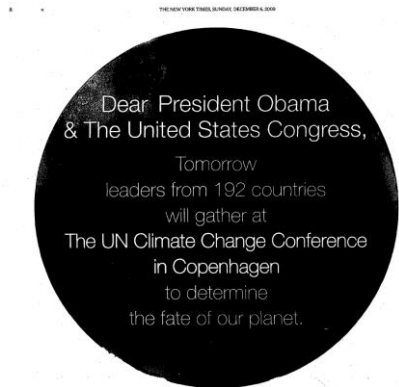 8
THE NEW YORK TIMES, SUNDAY, DECEMBER 6, 2009
Dear President Obama
& The United States Congress,
Tomorrow
leaders from 192 countries
will gather at
The UN Climate Change Conference
in Copenhagen
to determine
the fate of our planet.